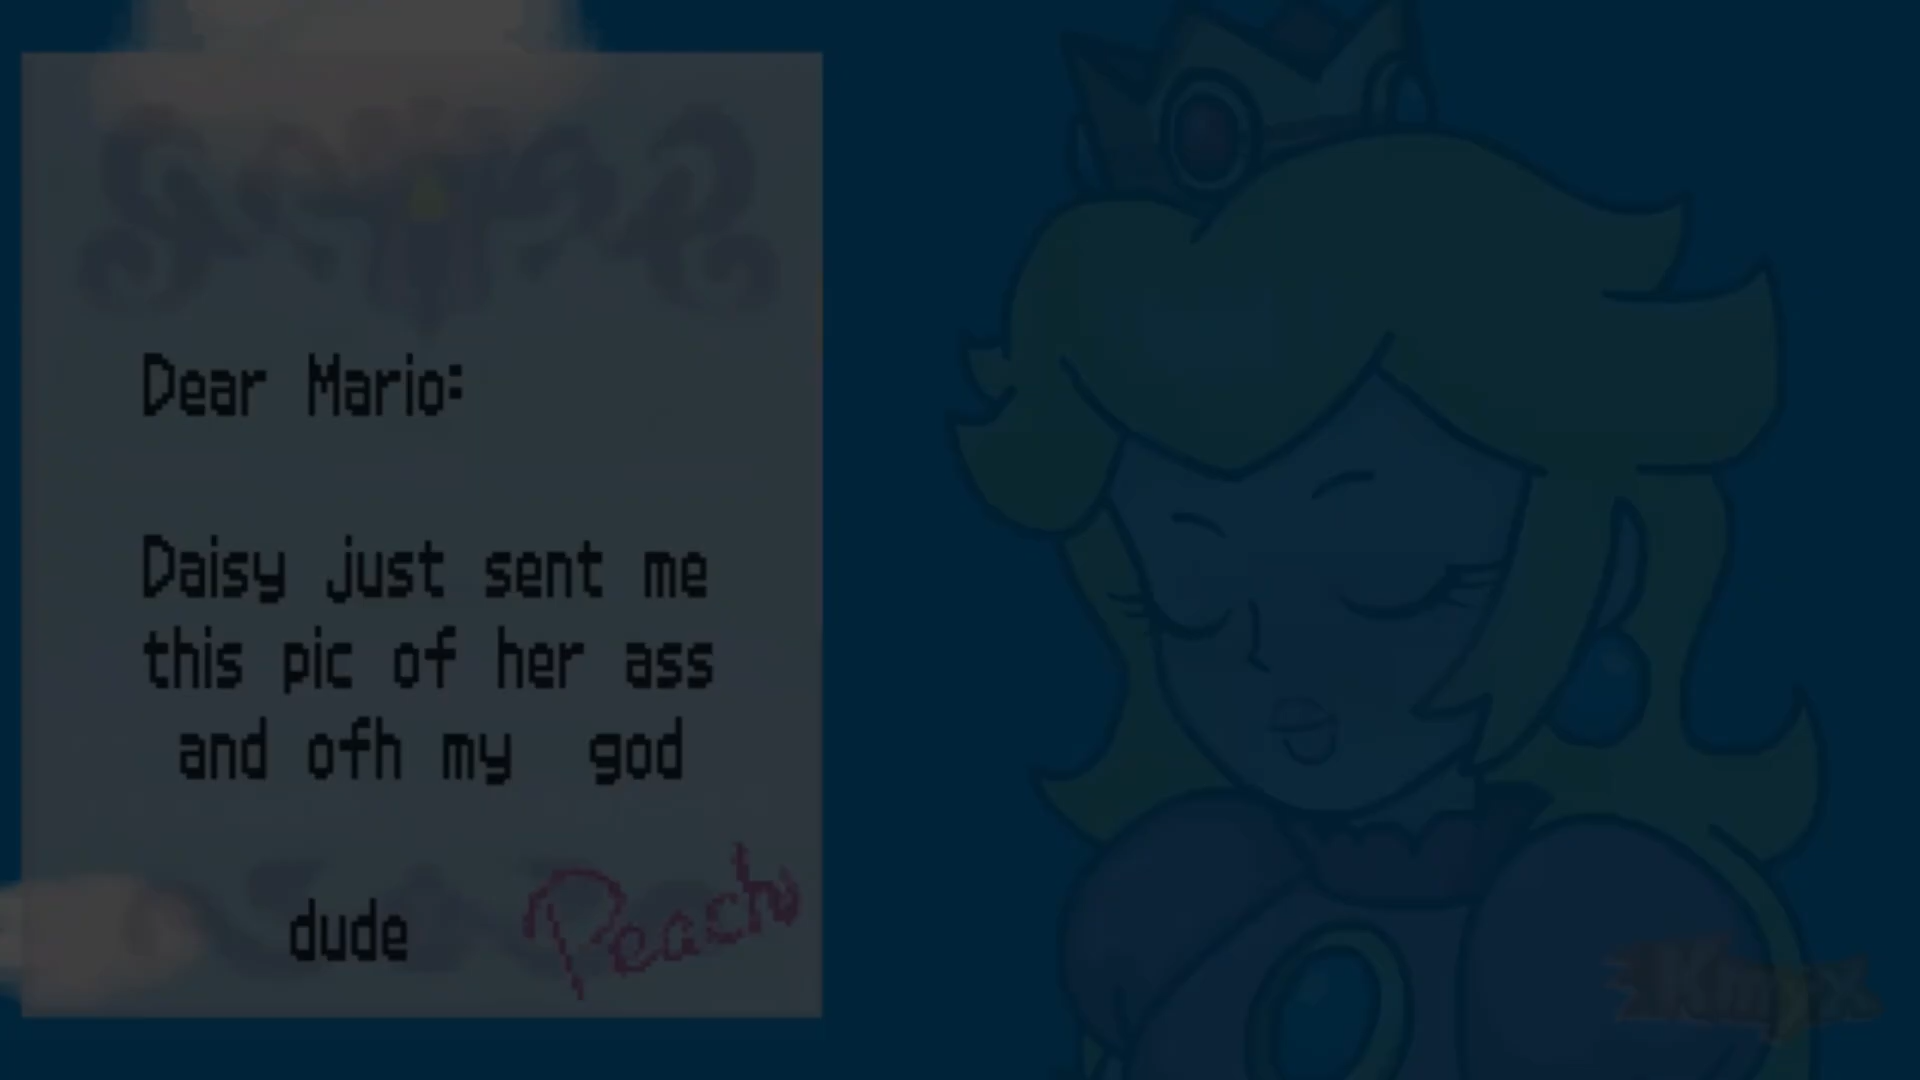 Dear Mario:
Daisy just sent me
this pic of her ass
and ofh my god
dude
Peach